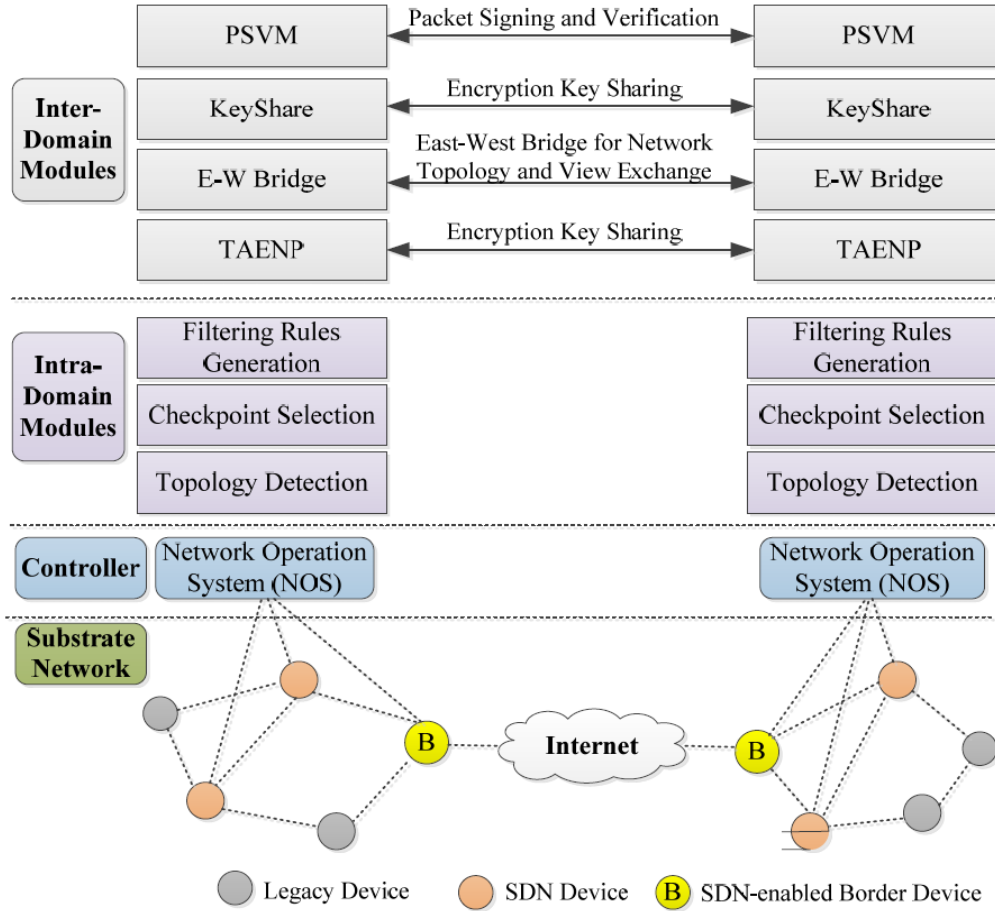 PSVM
Packet Signing and Verification
PSVM
Inter-
Domain
Modules
KeyShare
Encryption Key Sharing
KeyShare
E-W Bridge
East-West Bridge for Network
Topology and View Exchange
E-W Bridge
TAENP
Encryption Key Sharing
TAENP
Intra-
Domain
Modules
Filtering Rules
Generation
Filtering Rules
Generation
Checkpoint Selection
Checkpoint Selection
Topology Detection
Topology Detection
Controller
Network Operation
System (NOS)
Network Operation
System (NOS)
Substrate
Network
B
Internet
B
Legacy Device
SDN Device
B
SDN-enabled Border Device